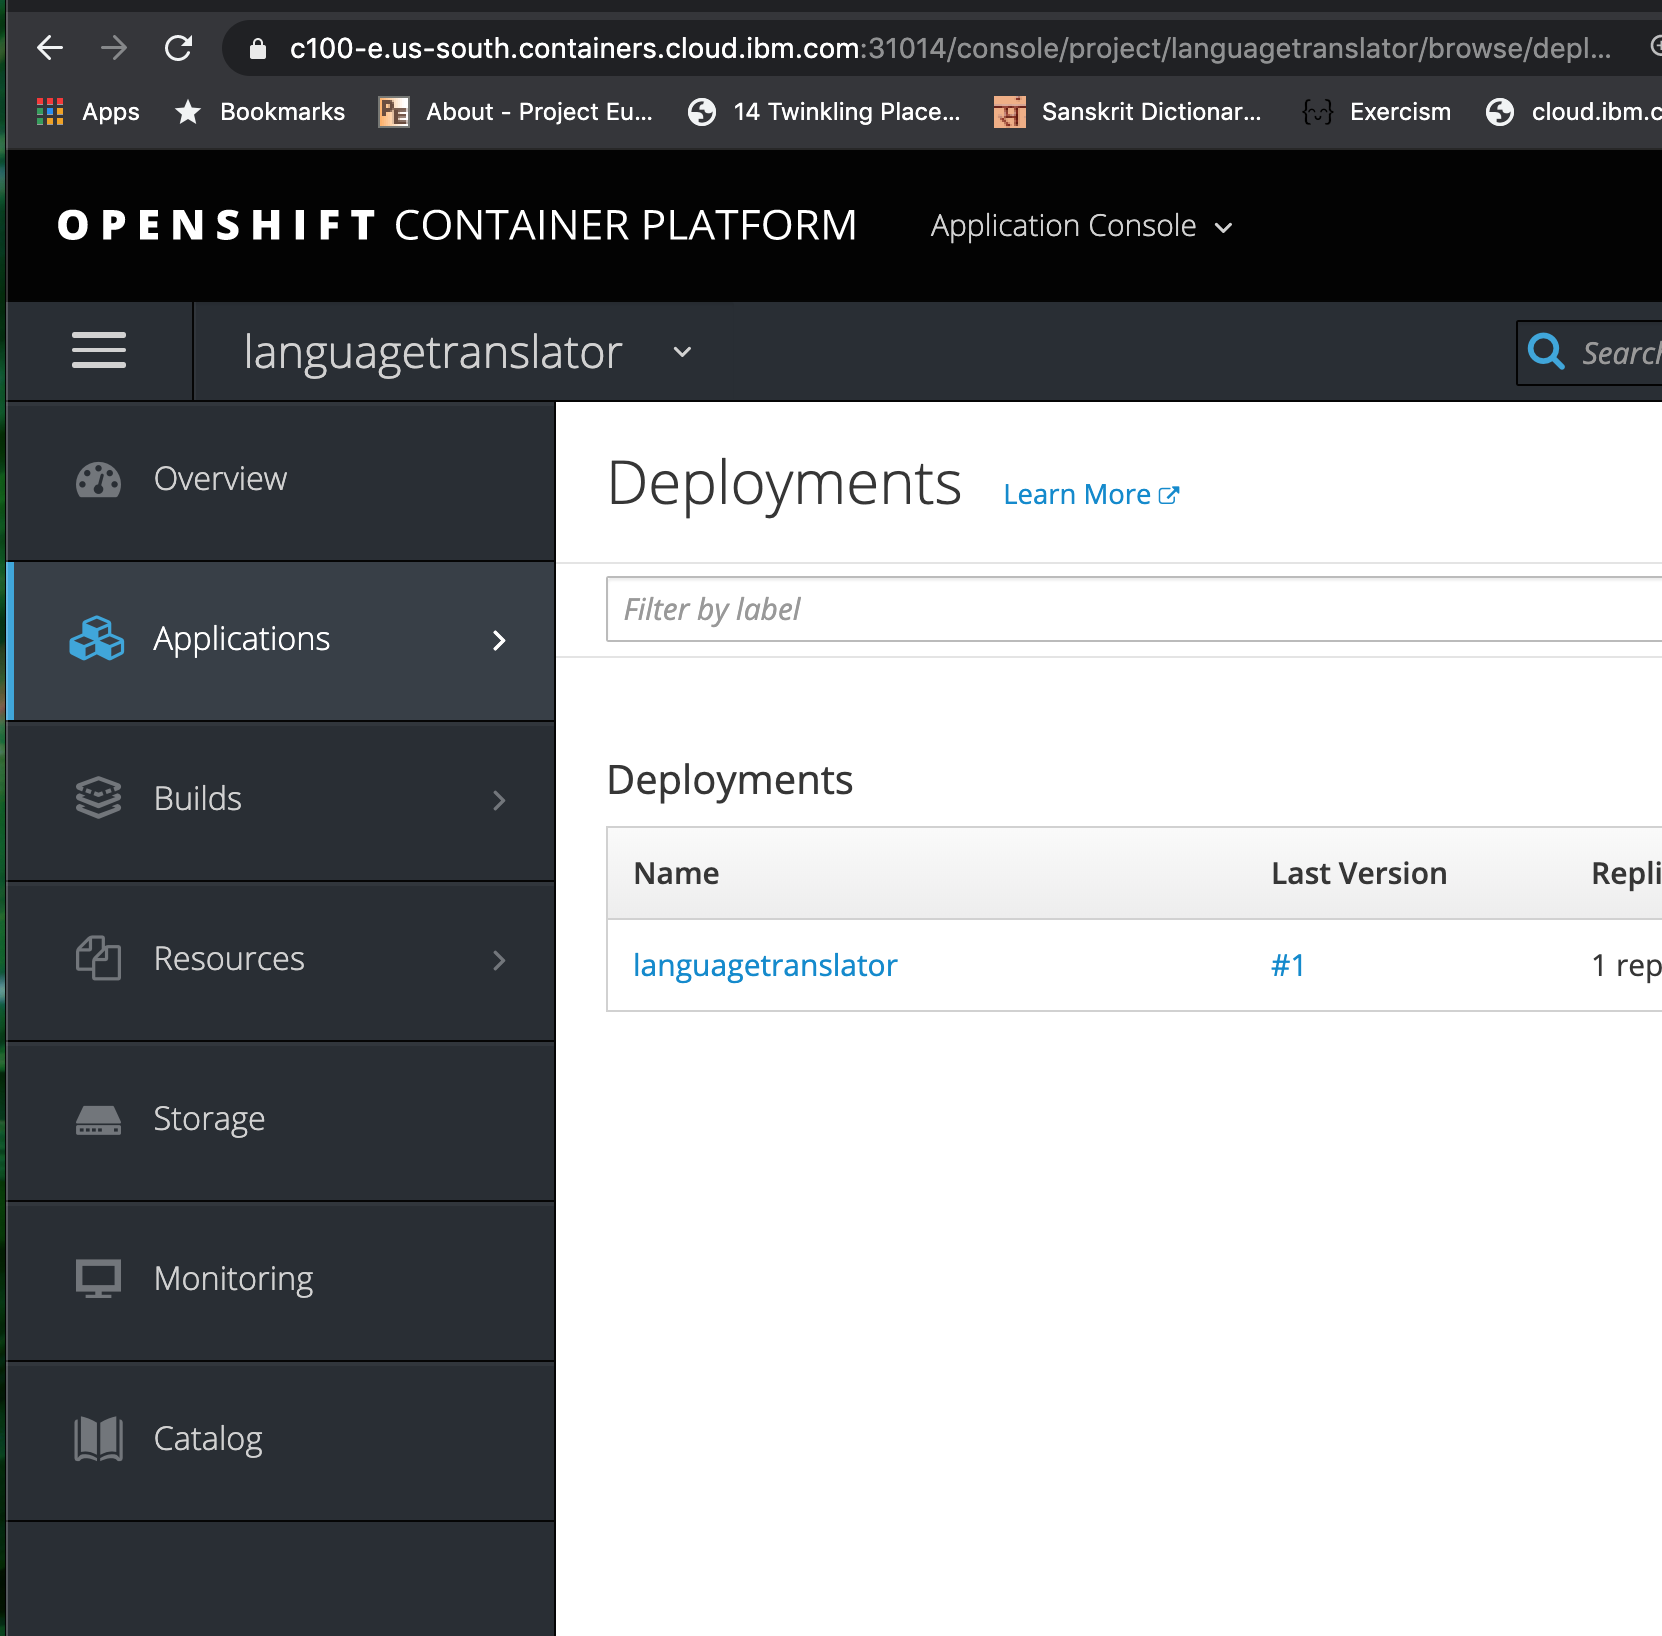 c100-e.us-south.containers.cloud.ibm.com:31014/console/project/languagetranslator/browse/depl...
Apps Bookmarks PE About - Project Eu... 14 Twinkling Place... सं Sanskrit Dictionar... {~} Exercism cloud.ibm.c
OPENSHIFT CONTAINER PLATFORM Application Console
languagetranslator Search
Overview
Applications
Builds
Resources
Storage
Monitoring
Catalog
Deployments Learn More
Filter by label
Deployments
Name Last Version Repli
languagetranslator #1 1 rep